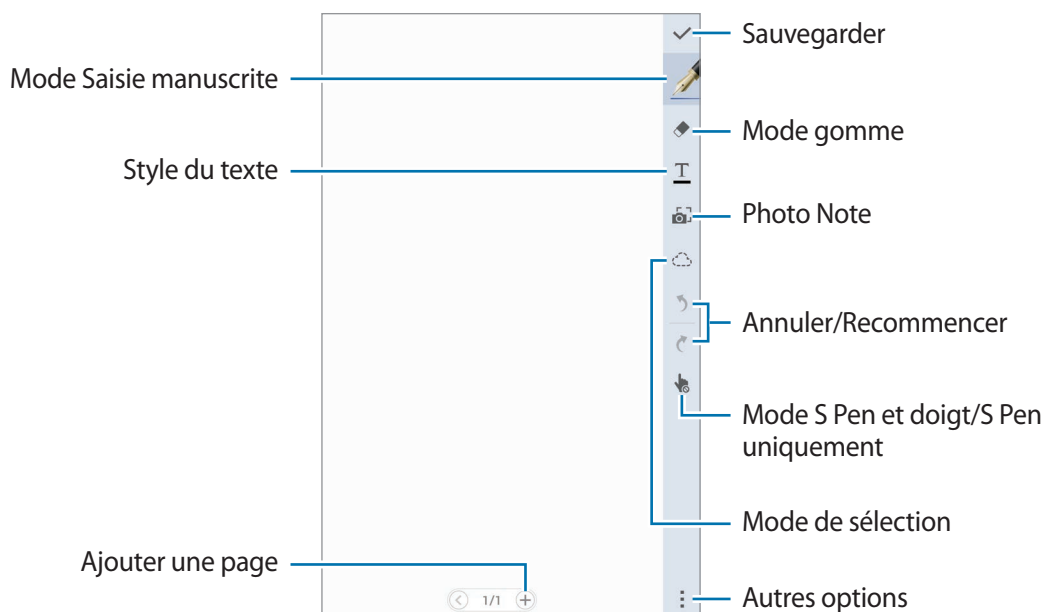 Sauvegarder
Mode Saisie manuscrite
Mode gomme
Style du texte
T
Photo Note
Annuler/Recommencer
Mode S Pen et doigt/S Pen
uniquement
Mode de sélection
Ajouter une page
1/1
Autres options